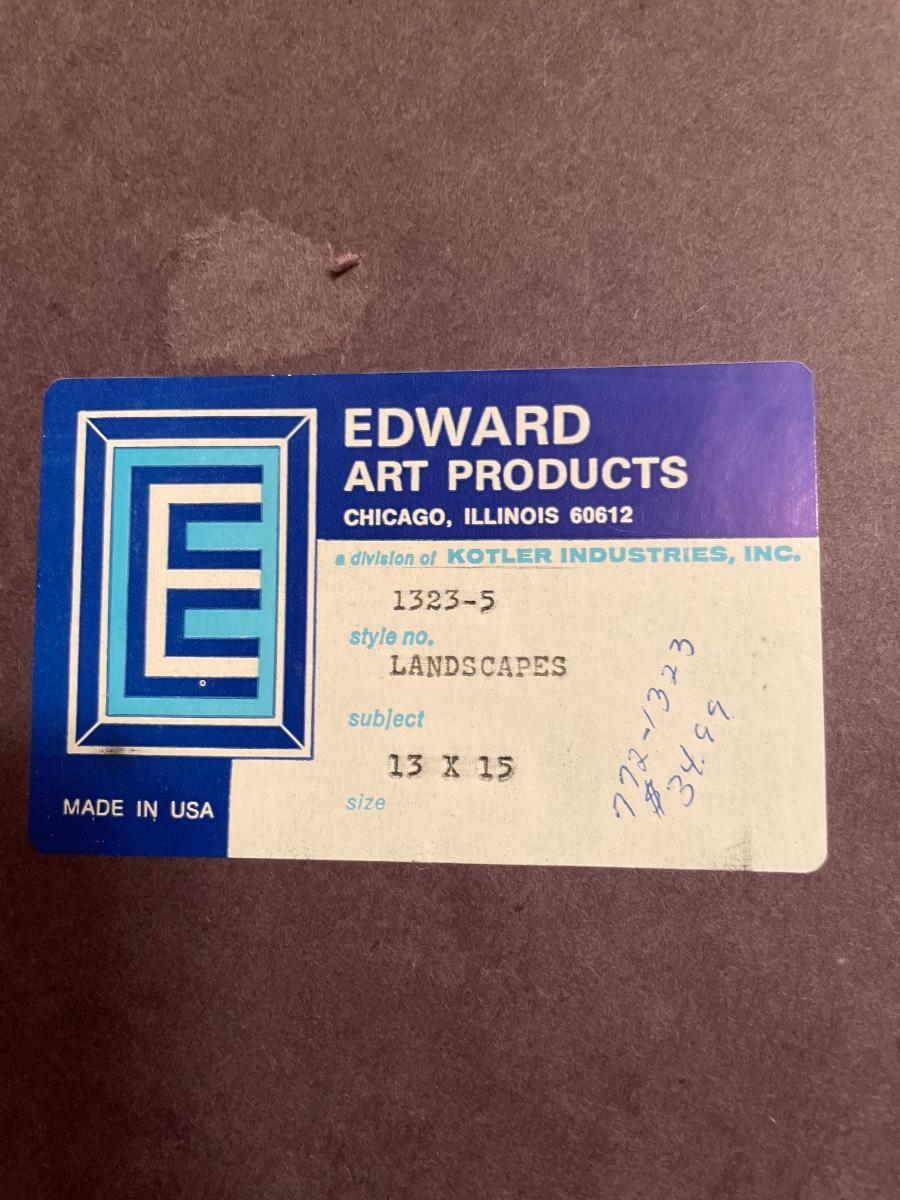 E
EDWARD
ART PRODUCTS
CHICAGO, ILLINOIS 60612
a division of KOTLER INDUSTRIES, INC.
1323-5
style no.
LANDSCAPES
subject
13 X 15
size
772-1323
$34.99
MADE IN USA